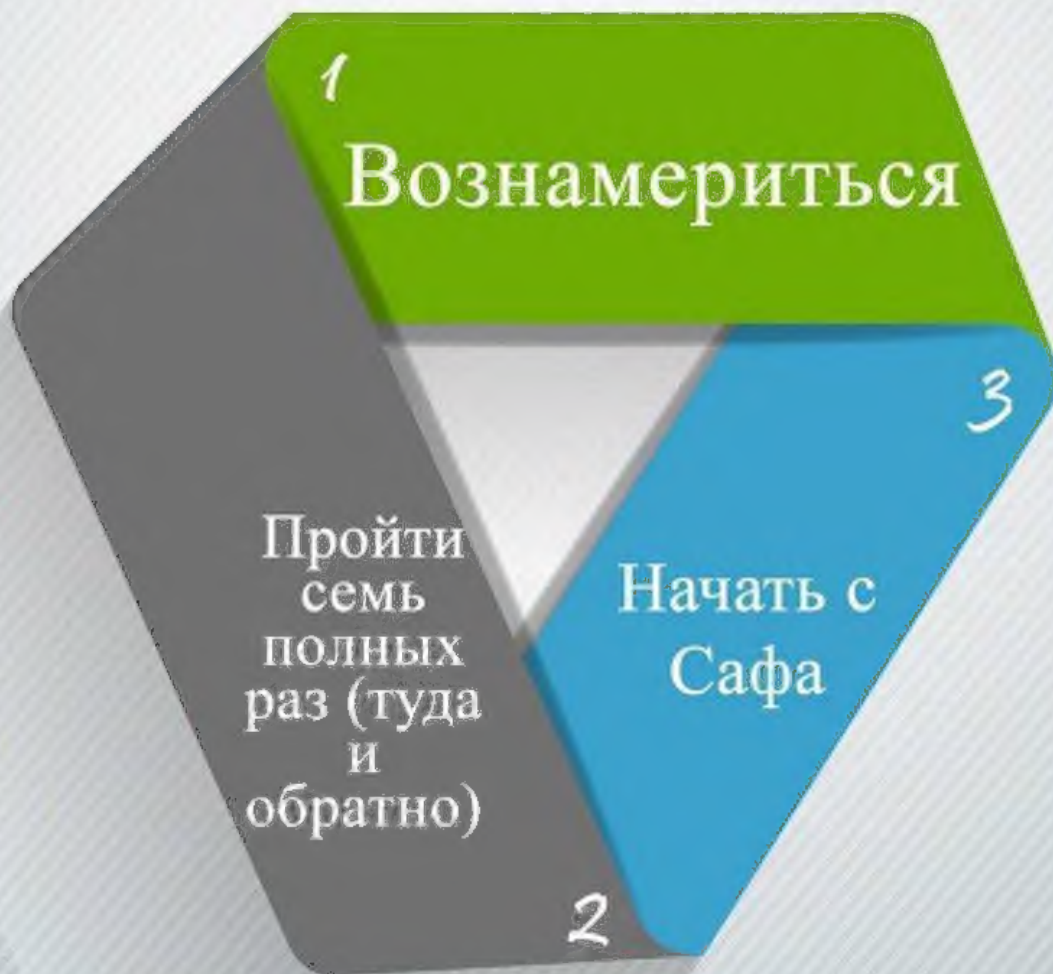 1
Вознамериться
2
Пройти
семь
полных
раз (туда
и
обратно)
3
Начать с
Сафа